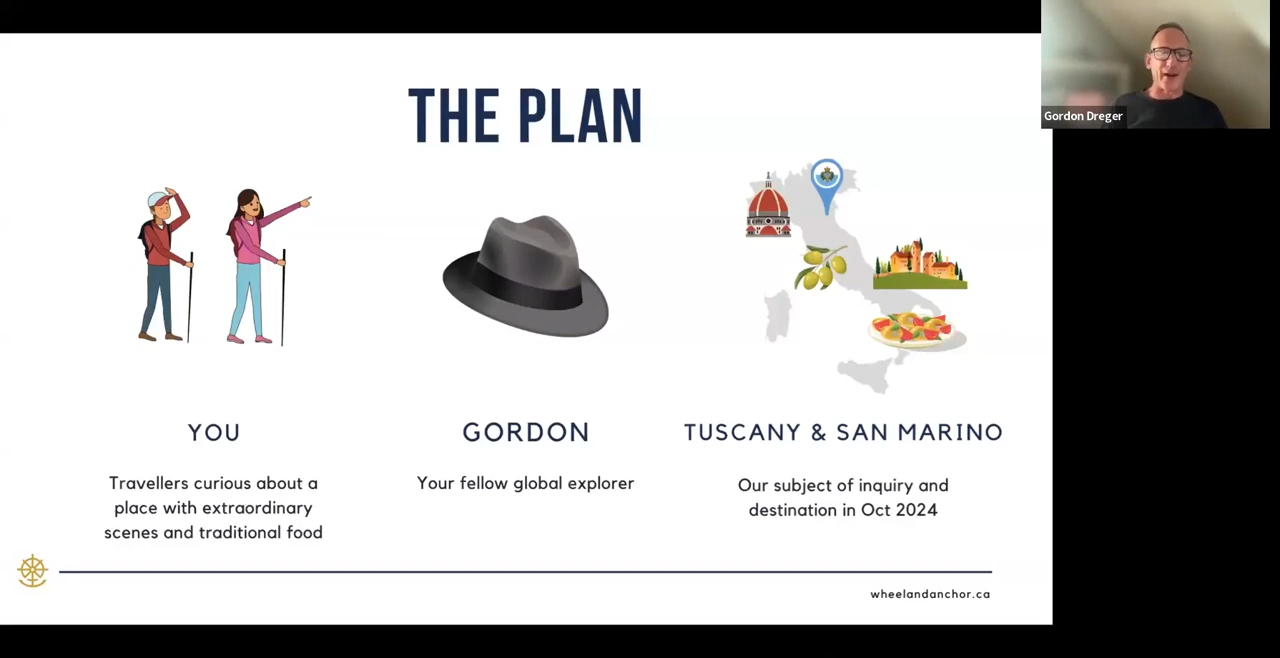 THE PLAN
Gordon Dreger
YOU
Travellers curious about a
place with extraordinary
scenes and traditional food
GORDON
Your fellow global explorer
TUSCANY & SAN MARINO
Our subject of inquiry and
destination in Oct 2024
wheelandanchor.ca